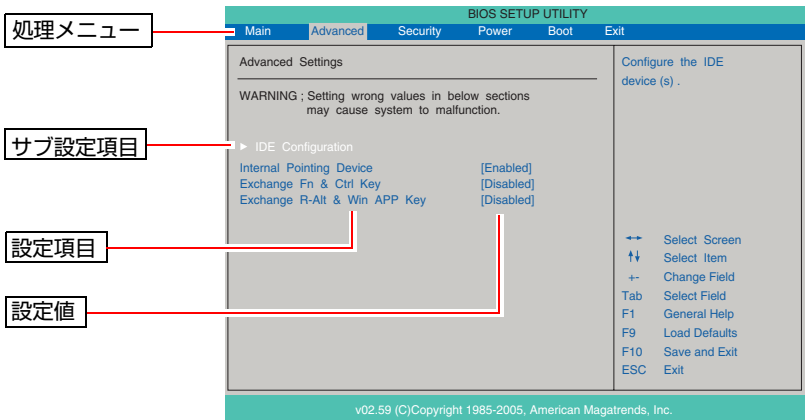 BIOS SETUP UTILITY
処理メニュー
Main Advanced Security Power Boot Exit
Advanced Settings
Configure the IDE
device (s) .
WARNING ; Setting wrong values in below sections
may cause system to malfunction.
サブ設定項目
► IDE Configuration
Internal Pointing Device [Enabled]
Exchange Fn & Ctrl Key [Disabled]
Exchange R-Alt & Win APP Key [Disabled]
設定項目
設定値
←→ Select Screen
↑↓ Select Item
+- Change Field
Tab Select Field
F1 General Help
F9 Load Defaults
F10 Save and Exit
ESC Exit
v02.59 (C)Copyright 1985-2005, American Magatrends, Inc.